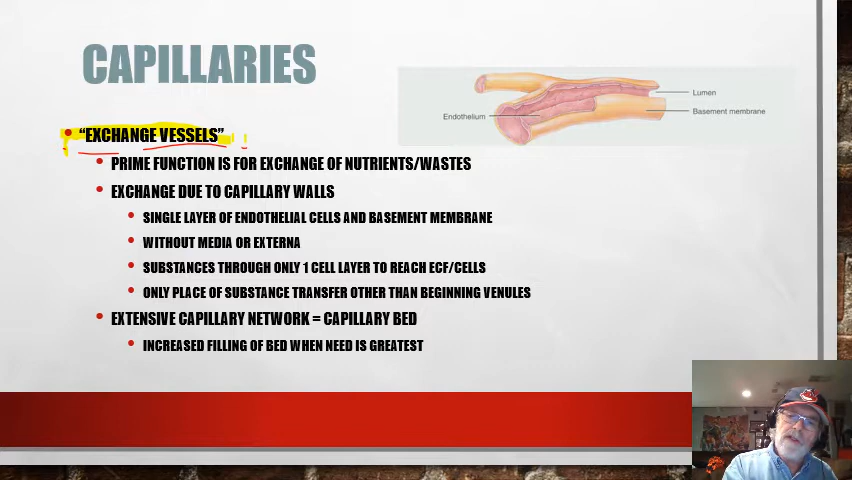 CAPILLARIES
Lumen
Basement membrane
Endothelium
• "EXCHANGE VESSELS"
• PRIME FUNCTION IS FOR EXCHANGE OF NUTRIENTS/WASTES
• EXCHANGE DUE TO CAPILLARY WALLS
• SINGLE LAYER OF ENDOTHELIAL CELLS AND BASEMENT MEMBRANE
• WITHOUT MEDIA OR EXTERNA
• SUBSTANCES THROUGH ONLY 1 CELL LAYER TO REACH ECF/CELLS
• ONLY PLACE OF SUBSTANCE TRANSFER OTHER THAN BEGINNING VENULES
• EXTENSIVE CAPILLARY NETWORK = CAPILLARY BED
• INCREASED FILLING OF BED WHEN NEED IS GREATEST